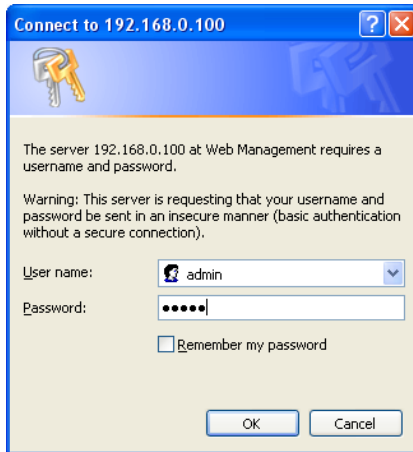 Connect to 192.168.0.100
The server 192.168.0.100 at Web Management requires a
username and password.
Warning: This server is requesting that your username and
password be sent in an insecure manner (basic authentication
without a secure connection).
User name: admin
Password: •••••
Remember my password
OK Cancel